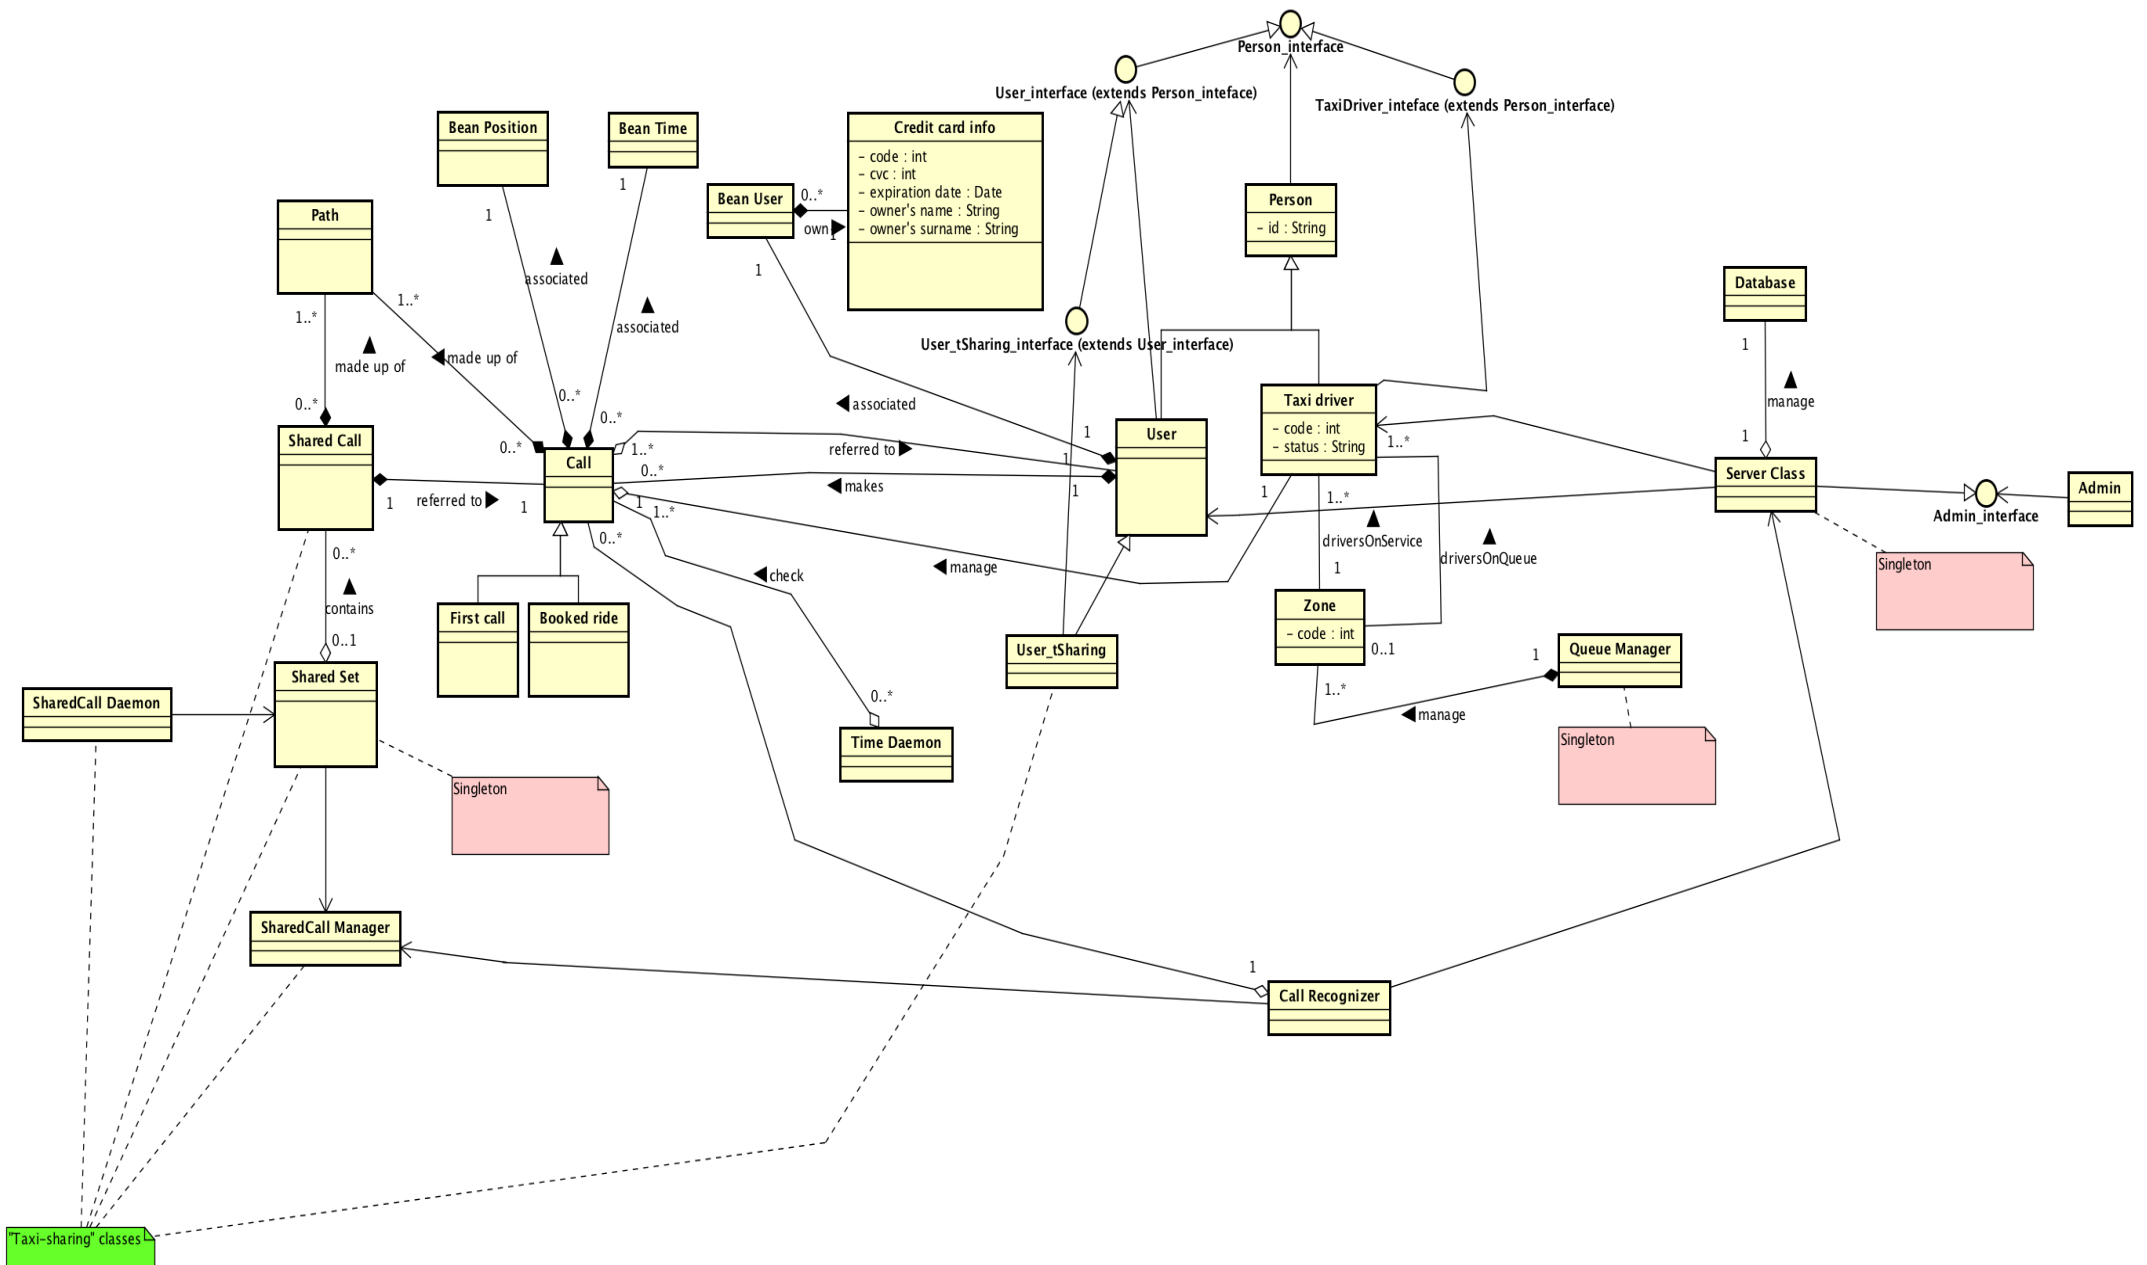 Person_interface
User_interface (extends Person_inteface)
TaxiDriver_inteface (extends Person_interface)
Bean Position
Bean Time
Credit card info
- code : int
- cvc : int
- expiration date : Date
- owner's name : String
- owner's surname : String
Bean User
0..*
own
1
Person
- id : String
Path
1
1
1
associated
associated
Database
1
manage
1
1..*
1..*
made up of
made up of
User_tSharing_interface (extends User_interface)
0..*
0..*
0..*
0..*
associated
1
Taxi driver
- code : int
- status : String
1..*
Shared Call
Call
1..*
referred to
1
User
0..*
makes
1
1
referred to
1
1
1..*
Server Class
Admin_interface
Admin
1
1..*
driversOnService
1
driversOnQueue
Singleton
0..*
contains
0..1
0..*
check
manage
First call
Booked ride
User_tSharing
Zone
- code : int
0..1
1..*
1
Queue Manager
manage
Singleton
SharedCall Daemon
Shared Set
Singleton
0..*
Time Daemon
SharedCall Manager
1
Call Recognizer
"Taxi-sharing" classes